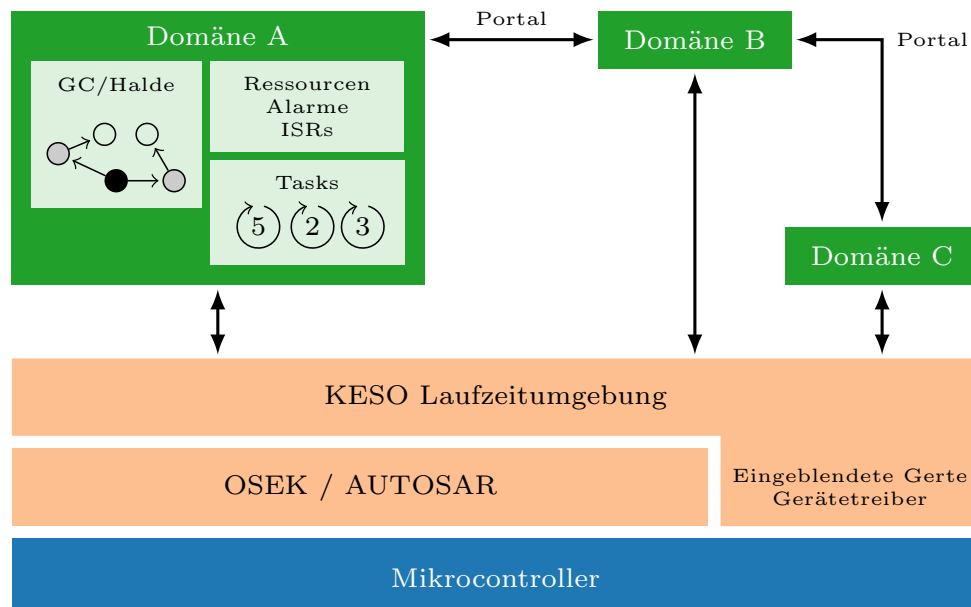 Domäne A
GC/Halde
Ressourcen
Alarme
ISRs
Tasks
5 2 3
Portal
Domäne B
Portal
Domäne C
KESO Laufzeitumgebung
OSEK / AUTOSAR
Eingeblendete Gerte
Gerätetreiber
Mikrocontroller